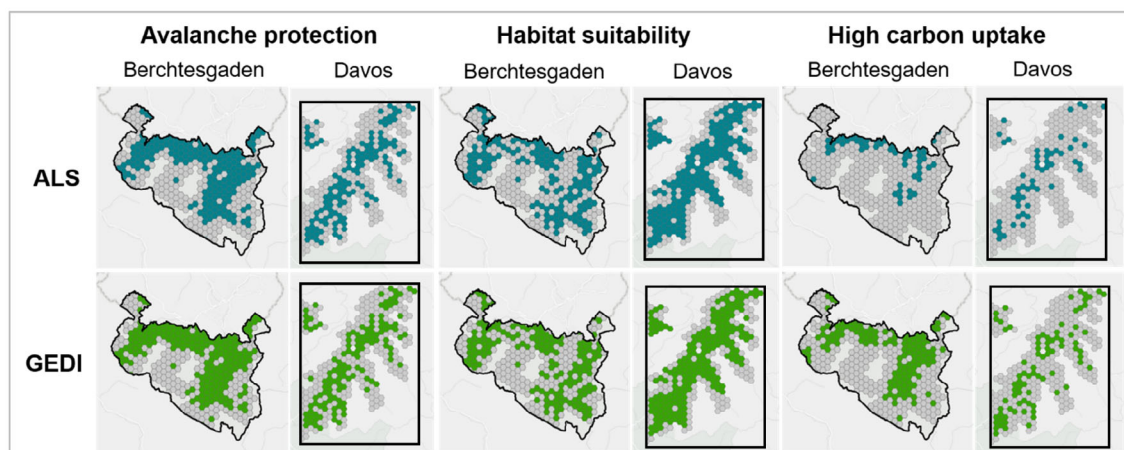 Avalanche protection Habitat suitability High carbon uptake
Berchtesgaden Davos Berchtesgaden Davos Berchtesgaden Davos
ALS
GEDI